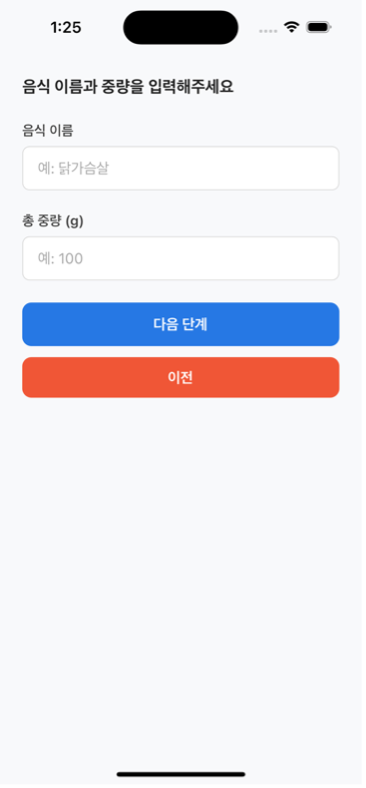 1:25
음식 이름과 중량을 입력해주세요
음식 이름
예: 닭가슴살
총 중량 (g)
예: 100
다음 단계
이전